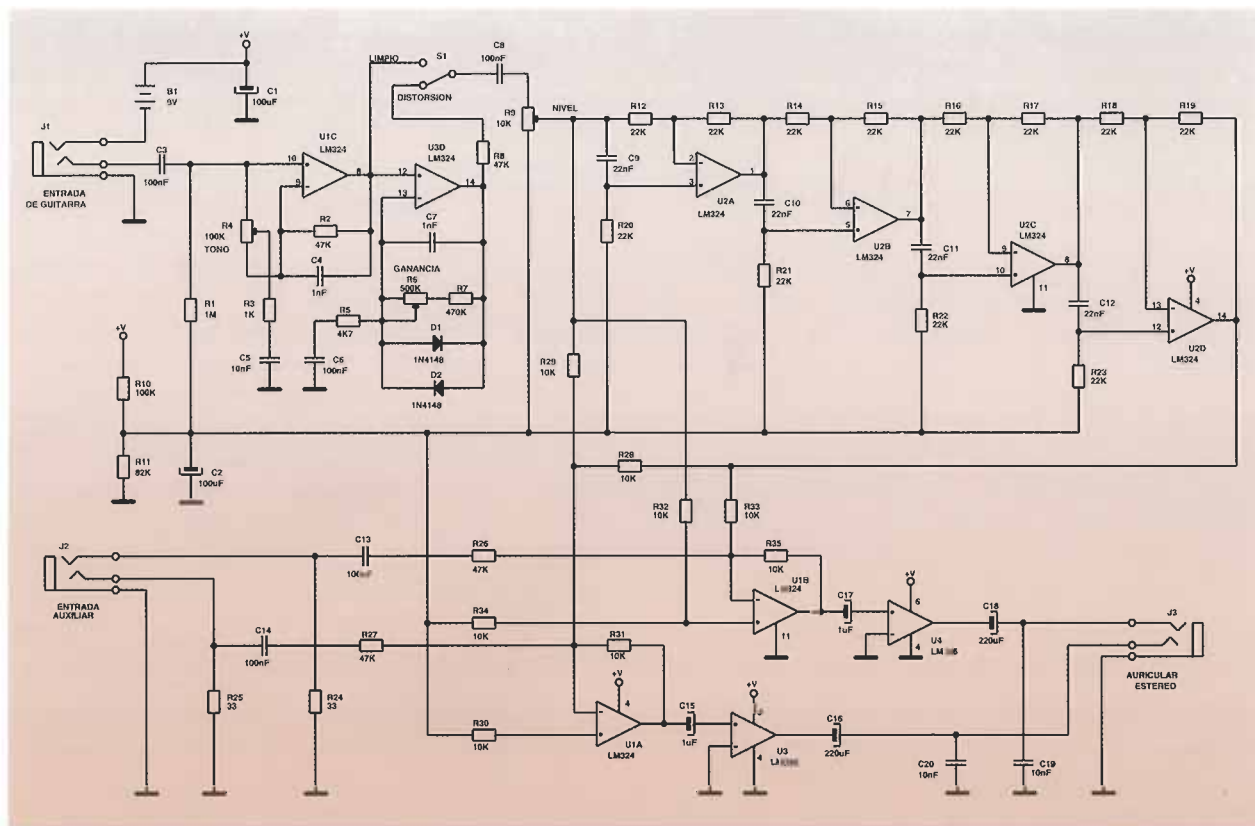 +V
B1
9V
C1
100uF
J1
C3
100nF
ENTRADA
DE GUITARRA
LIMPIO
S1
DISTORSION
C8
100nF
R9
10K
NIVEL
U1C
LM324
10
9
8
U3D
LM324
12
13
14
R8
47K
R4
100K
TONO
R2
47K
C4
1nF
C7
1nF
GANANCIA
R6
500K
R7
470K
R5
4K7
D1
1N4148
D2
1N4148
R1
1M
R3
1K
C5
10nF
C6
100nF
+V
R10
100K
R11
82K
C2
100uF
R12
22K
R13
22K
R14
22K
R15
22K
R16
22K
R17
22K
R18
22K
R19
22K
C9
22nF
2
3
1
U2A
LM324
R20
22K
C10
22nF
6
5
7
U2B
LM324
R21
22K
C11
22nF
U2C
LM324
9
10
8
11
R22
22K
C12
22nF
+V
4
13
12
14
U2D
LM324
R23
22K
R29
10K
R28
10K
R32
10K
R33
10K
J2
ENTRADA
AUXILIAR
C13
R26
47K
R35
10K
U1B
11
C17
1uF
+V
6
4
U4
C18
220uF
J3
AURICULAR
ESTEREO
C14
100nF
R27
47K
R34
10K
R31
10K
R25
33
R24
33
R30
10K
+V
4
U1A
LM324
C15
1uF
+V
4
U3
C16
220uF
C20
10nF
C19
10nF